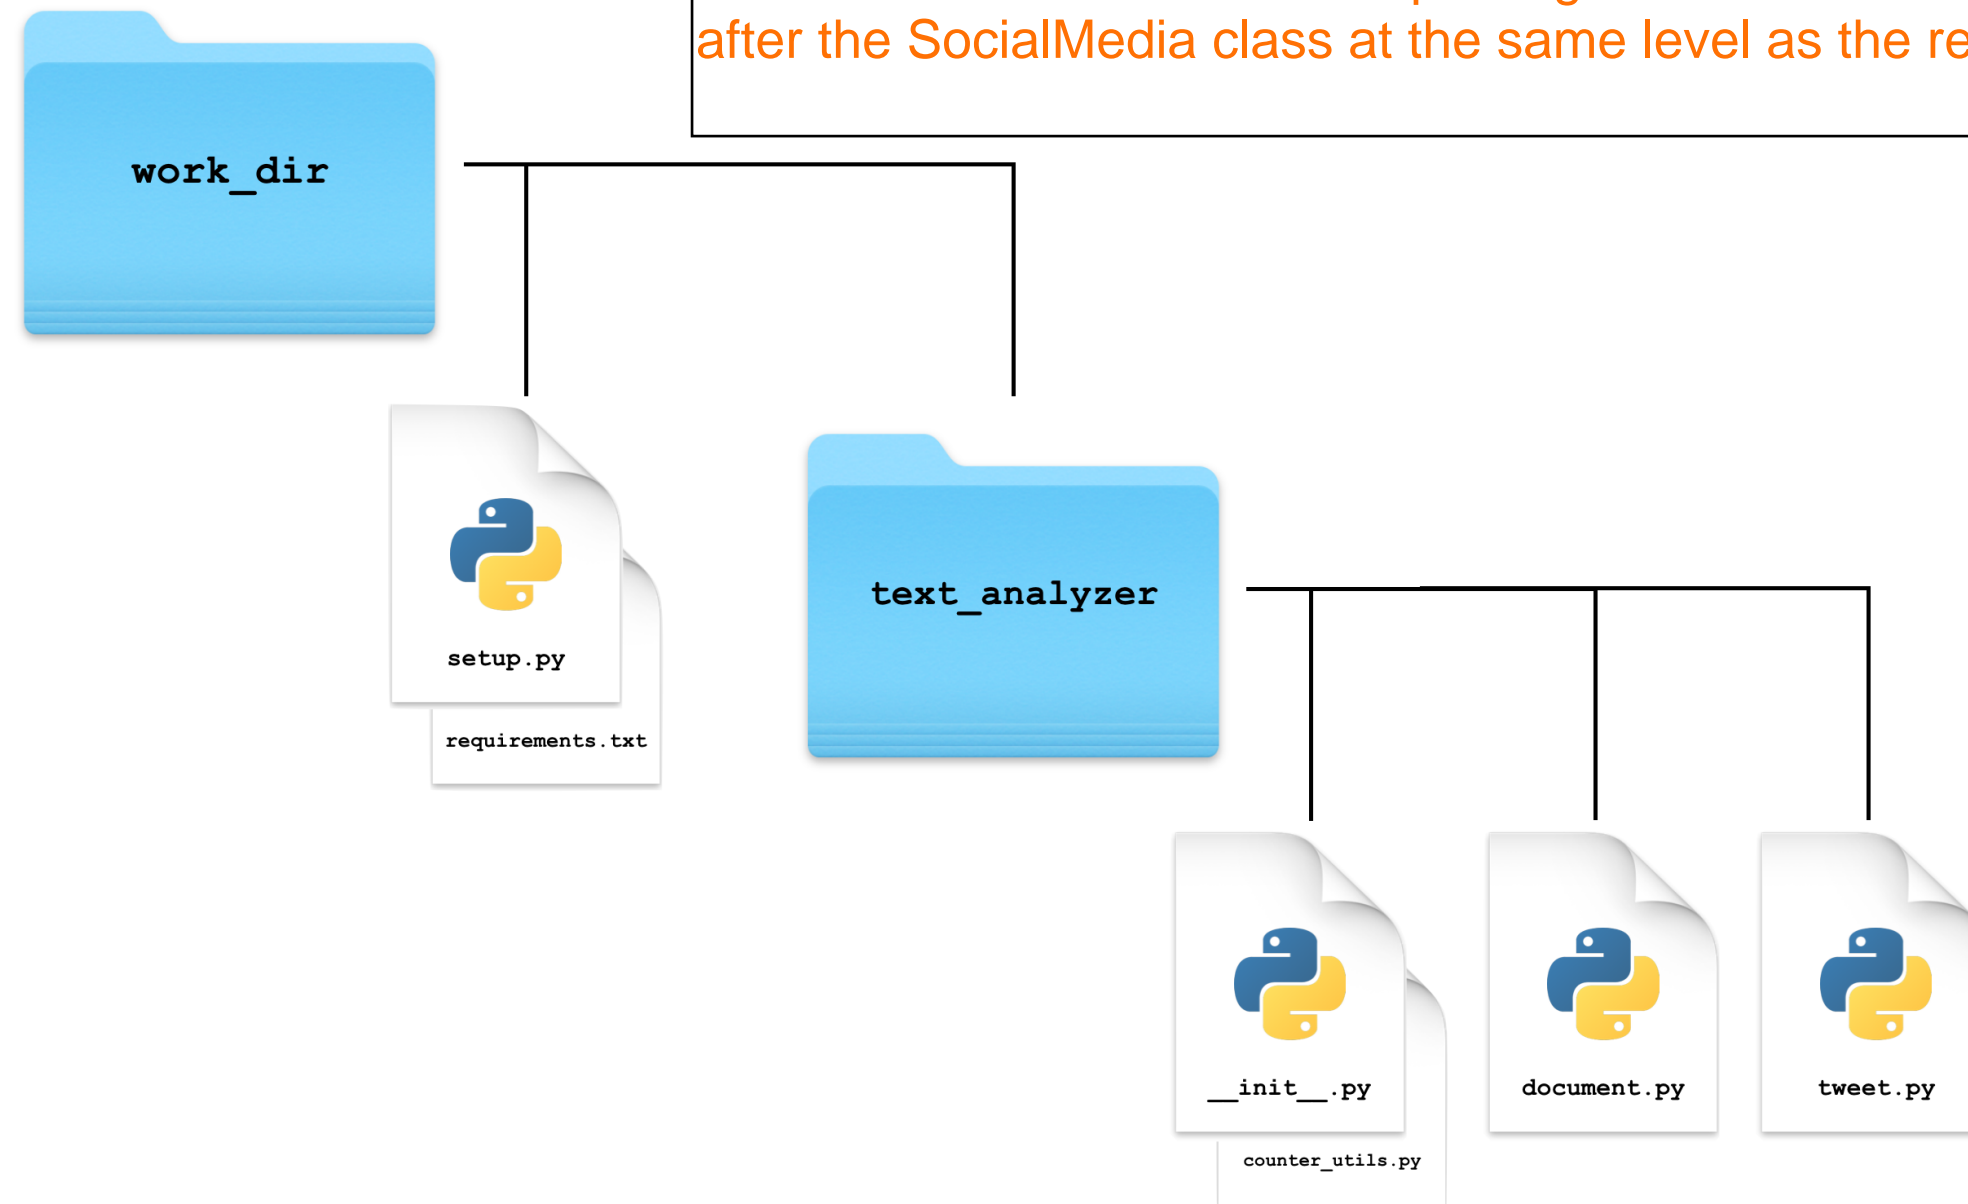 after the SocialMedia class at the same level as the
work_dir
setup.py
requirements.txt
text_analyzer
__init__.py
document.py
tweet.py
counter_utils.py